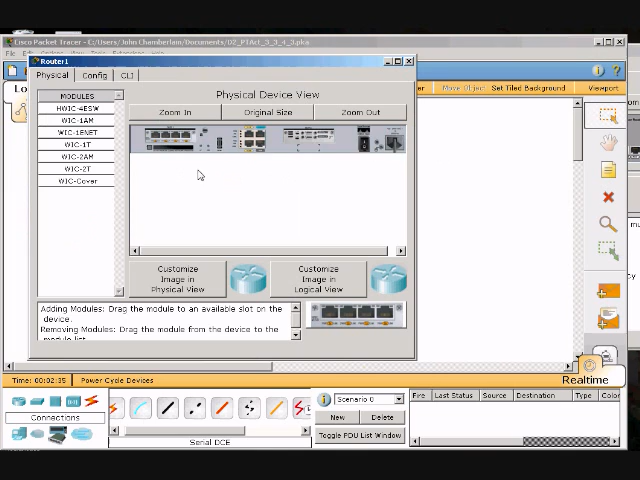 Cisco Packet Tracer - C:/Users/John Chamberlain/Documents/02_PTAct_3_3_4_3.pka
Router1
Physical
Config
CLI
MODULES
HWIC-4ESW
WIC-1AM
WIC-1ENET
WIC-1T
WIC-2AM
WIC-2T
WIC-Cover
Physical Device View
Zoom In
Original Size
Zoom Out
Move Object
Set Tiled Background
Viewport
Customize
Image in
Physical View
Customize
Image in
Logical View
Adding Modules: Drag the module to an available slot on the
device.
Removing Modules: Drag the module from the device to the
module list.
Realtime
Time: 00:02:35
Power Cycle Devices
Connections
Serial DCE
Scenario 0
New
Delete
Toggle PDU List Window
Fire
Last Status
Source
Destination
Type
Color